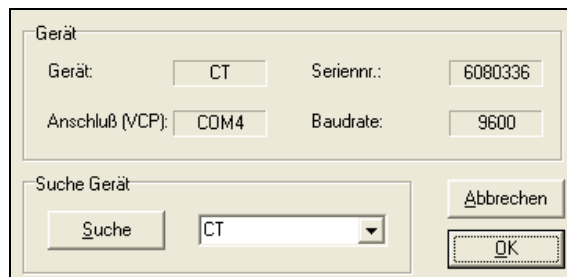 Gerät
Gerät: CT Seriennr.: 6080336
Anschluß (VCP): COM4 Baudrate: 9600
Suche Gerät
Suche CT
Abbrechen
OK